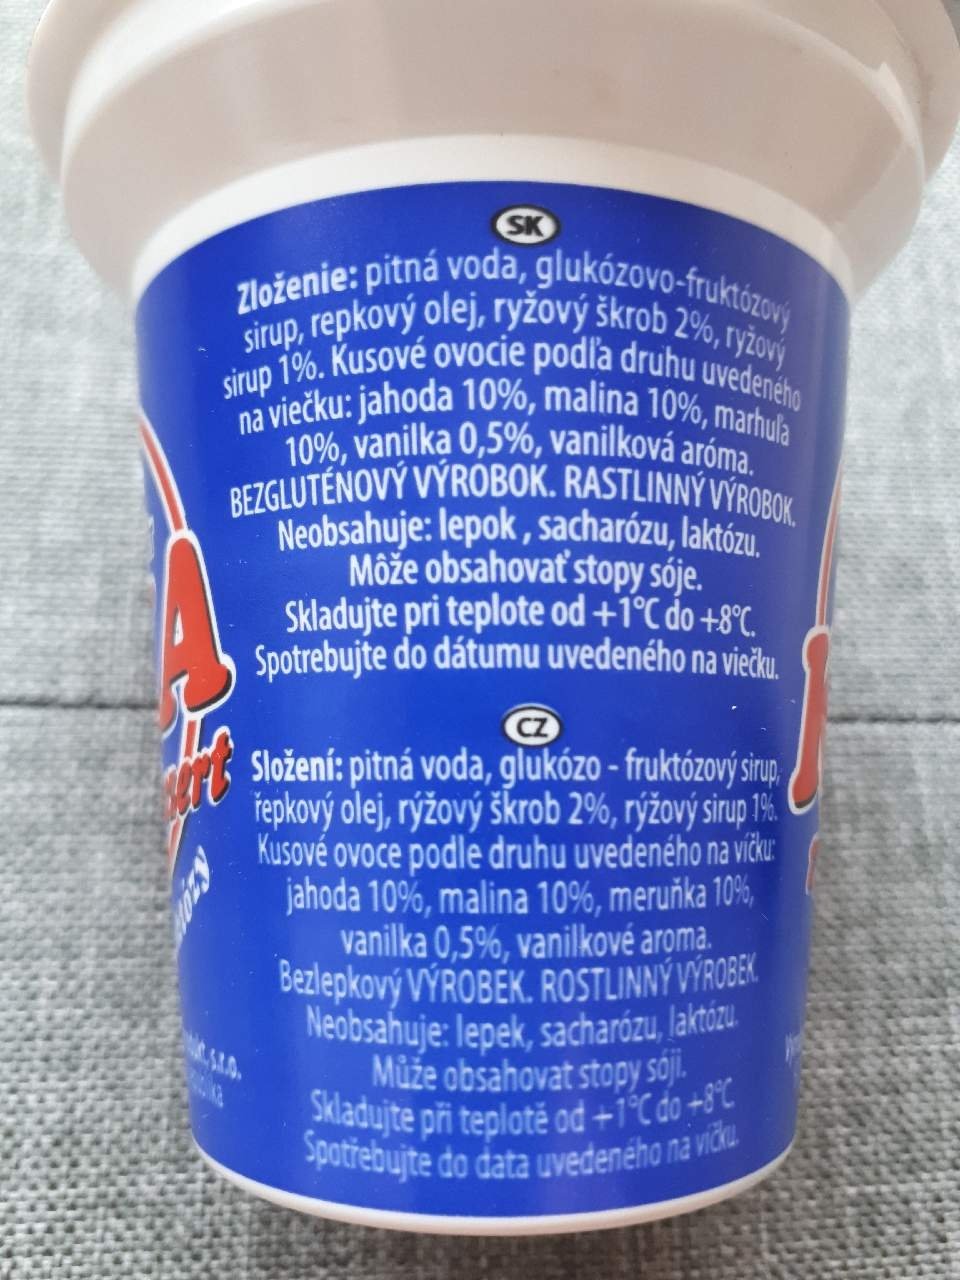 SK
Zloženie: pitná voda, glukózovo-fruktózový
sirup, repkový olej, ryžový škrob 2%, ryžový
sirup 1%. Kusové ovocie podľa druhu uvedeného
na viečku: jahoda 10%, malina 10%, marhuľa
10%, vanilka 0,5%, vanilková aróma.
BEZGLUTÉNOVÝ VÝROBOK. RASTLINNÝ VÝROBOK.
Neobsahuje: lepok , sacharózu, laktózu.
Môže obsahovať stopy sóje.
Skladujte pri teplote od +1°C do +8°C.
Spotrebujte do dátumu uvedeného na viečku.
CZ
Složení: pitná voda, glukózo - fruktózový sirup,
řepkový olej, rýžový škrob 2%, rýžový sirup 1%.
Kusové ovoce podle druhu uvedeného na víčku:
jahoda 10%, malina 10%, meruňka 10%,
vanilka 0,5%, vanilkové aroma.
Bezlepkový VÝROBEK. ROSTLINNÝ VÝROBEK.
Neobsahuje: lepek, sacharózu, laktózu.
Může obsahovat stopy sóji.
Skladujte při teplotě od +1°C do +8°C
Spotřebujte do data uvedeného na víčku.
A
s.r.o.